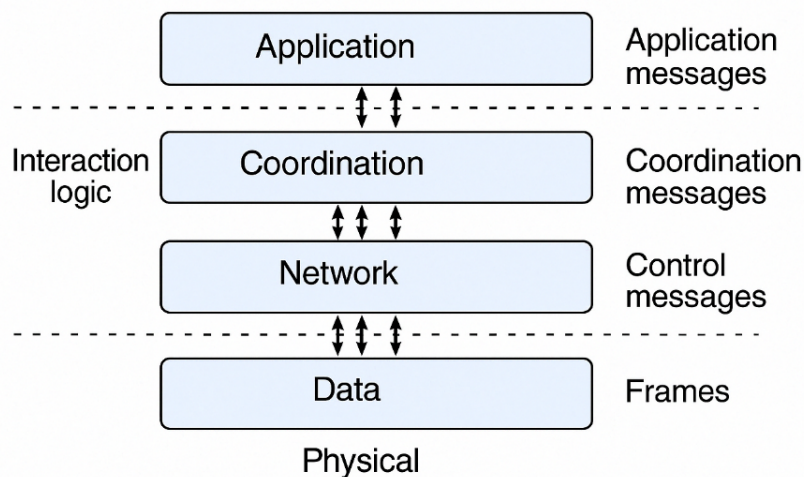 Application
Application
messages
Interaction
logic
Coordination
Coordination
messages
Network
Control
messages
Data
Frames
Physical